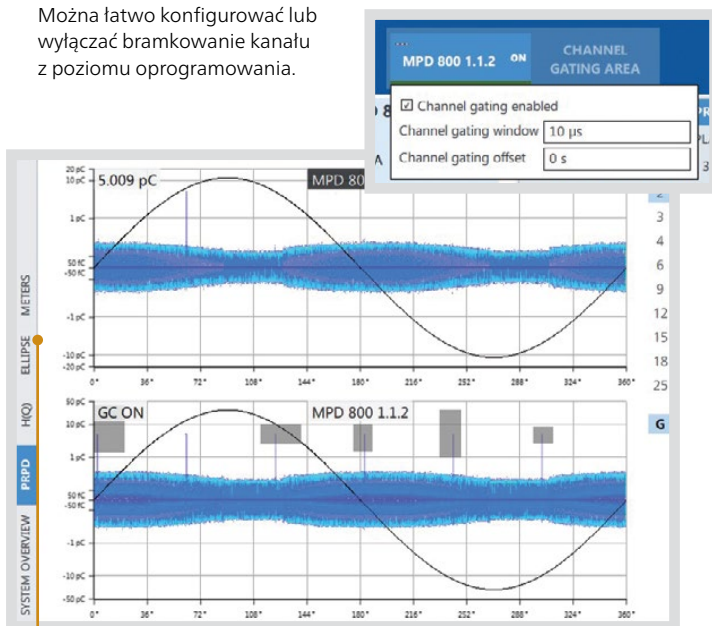 Można łatwo konfigurować lub
wyłączać bramkowanie kanału
z poziomu oprogramowania.
MPD 800 1.1.2 ON
CHANNEL
GATING AREA
Channel gating enabled
Channel gating window 10 µs
Channel gating offset 0 s
METERS
ELLIPSE
H(Q)
PRPD
SYSTEM OVERVIEW
5.009 pC
MPD 80
20 pC
10 pC
1 pC
50 fC
-50 fC
-1 pC
-10 pC
-20 pC
0° 36° 72° 108° 144° 180° 216° 252° 288° 324° 360°
GC ON
MPD 800 1.1.2
50 pC
10 pC
1 pC
50 fC
-50 fC
-1 pC
-10 pC
-50 pC
0° 36° 72° 108° 144° 180° 216° 252° 288° 324° 360°
3
4
6
9
12
15
18
25
G